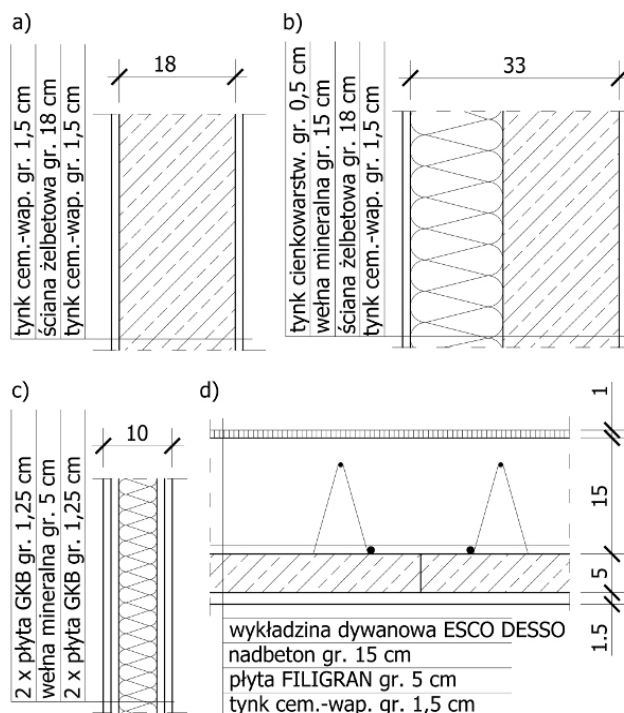 a)
18
tynk cem.-wap. gr. 1,5 cm
ściana żelbetowa gr. 18 cm
tynk cem.-wap. gr. 1,5 cm
b)
33
tynk cienkowarstw. gr. 0,5 cm
wełna mineralna gr. 15 cm
ściana żelbetowa gr. 18 cm
tynk cem.-wap. gr. 1,5 cm
c)
10
2 x płyta GKB gr. 1,25 cm
wełna mineralna gr. 5 cm
2 x płyta GKB gr. 1,25 cm
d)
1
15
5
1.5
wykładzina dywanowa ESCO DESSO
nadbeton gr. 15 cm
płyta FILIGRAN gr. 5 cm
tynk cem.-wap. gr. 1,5 cm